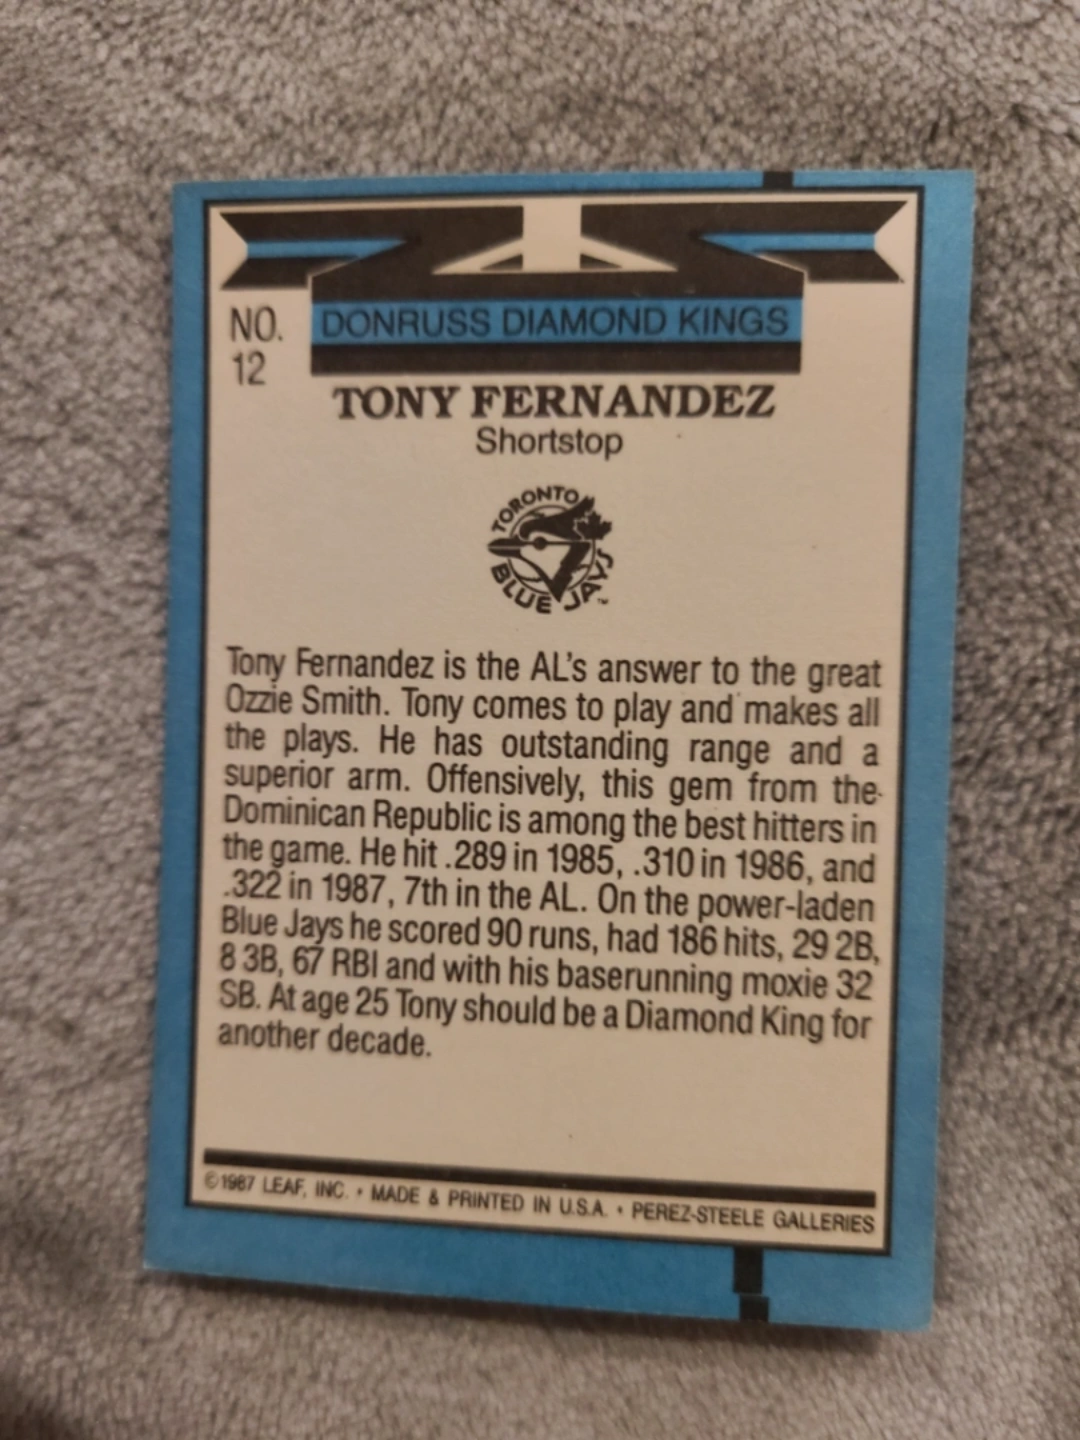 NO.
12
DONRUSS DIAMOND KINGS
TONY FERNANDEZ
Shortstop
TORONTO
BLUE JAYS
™
Tony Fernandez is the AL's answer to the great
Ozzie Smith. Tony comes to play and makes all
the plays. He has outstanding range and a
superior arm. Offensively, this gem from the
Dominican Republic is among the best hitters in
the game. He hit .289 in 1985, .310 in 1986, and
.322 in 1987, 7th in the AL. On the power-laden
Blue Jays he scored 90 runs, had 186 hits, 29 2B,
8 3B, 67 RBI and with his baserunning moxie 32
SB. At age 25 Tony should be a Diamond King for
another decade.
©1987 LEAF, INC. • MADE & PRINTED IN U.S.A. • PEREZ-STEELE GALLERIES